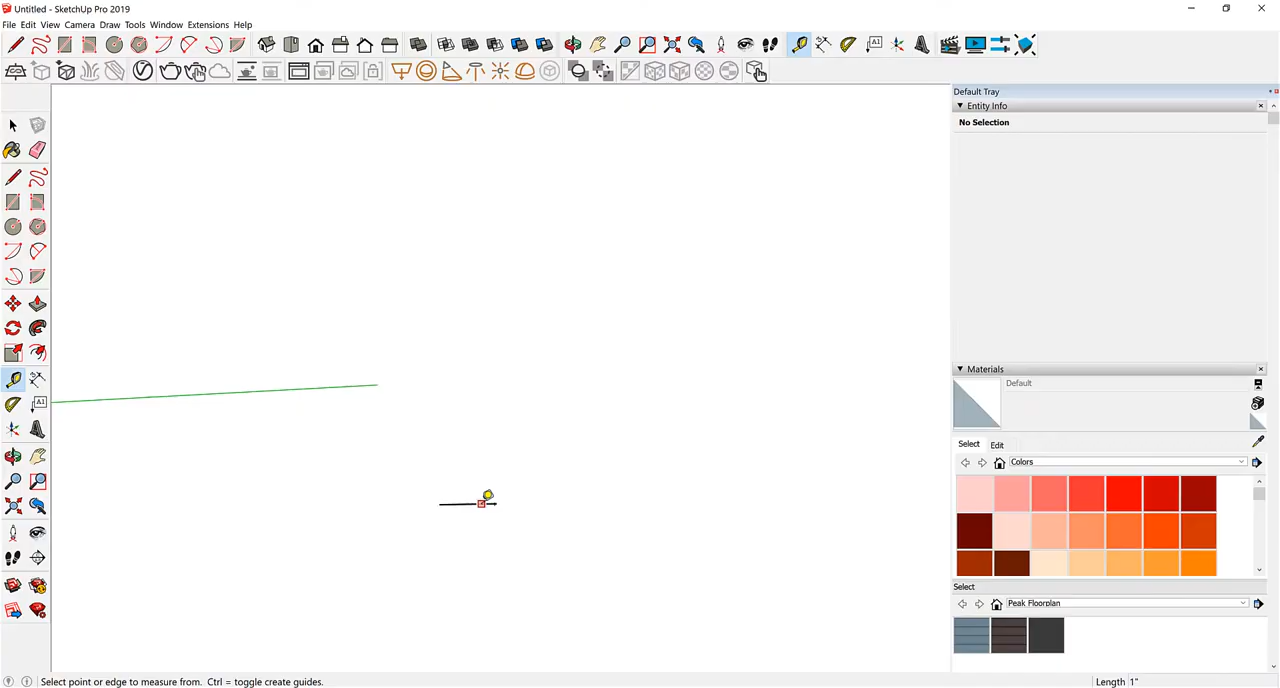 Untitled - SketchUp Pro 2019
File Edit View Camera Draw Tools Window Extensions Help
Default Tray
Entity Info
No Selection
Materials
Default
Select Edit
Colors
Select
Peak Floorplan
Select point or edge to measure from. Ctrl = toggle create guides.
Length 1"